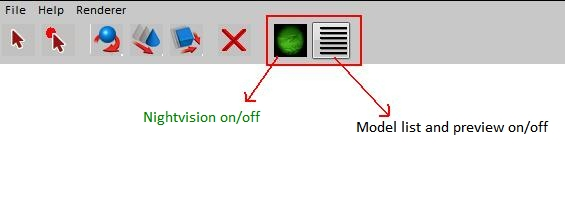 File Help Renderer
Nightvision on/off
Model list and preview on/off